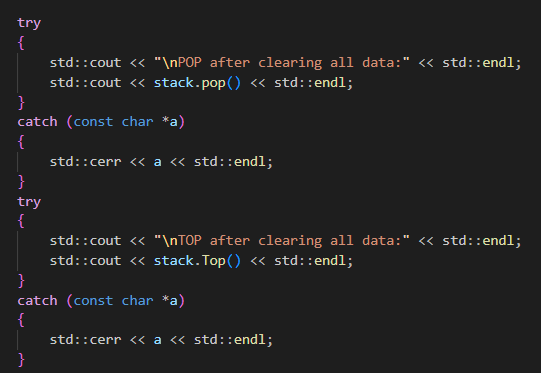 try
{
    std::cout << "\nPOP after clearing all data:" << std::endl;
    std::cout << stack.pop() << std::endl;
}
catch (const char *a)
{
    std::cerr << a << std::endl;
}
try
{
    std::cout << "\nTOP after clearing all data:" << std::endl;
    std::cout << stack.Top() << std::endl;
}
catch (const char *a)
{
    std::cerr << a << std::endl;
}